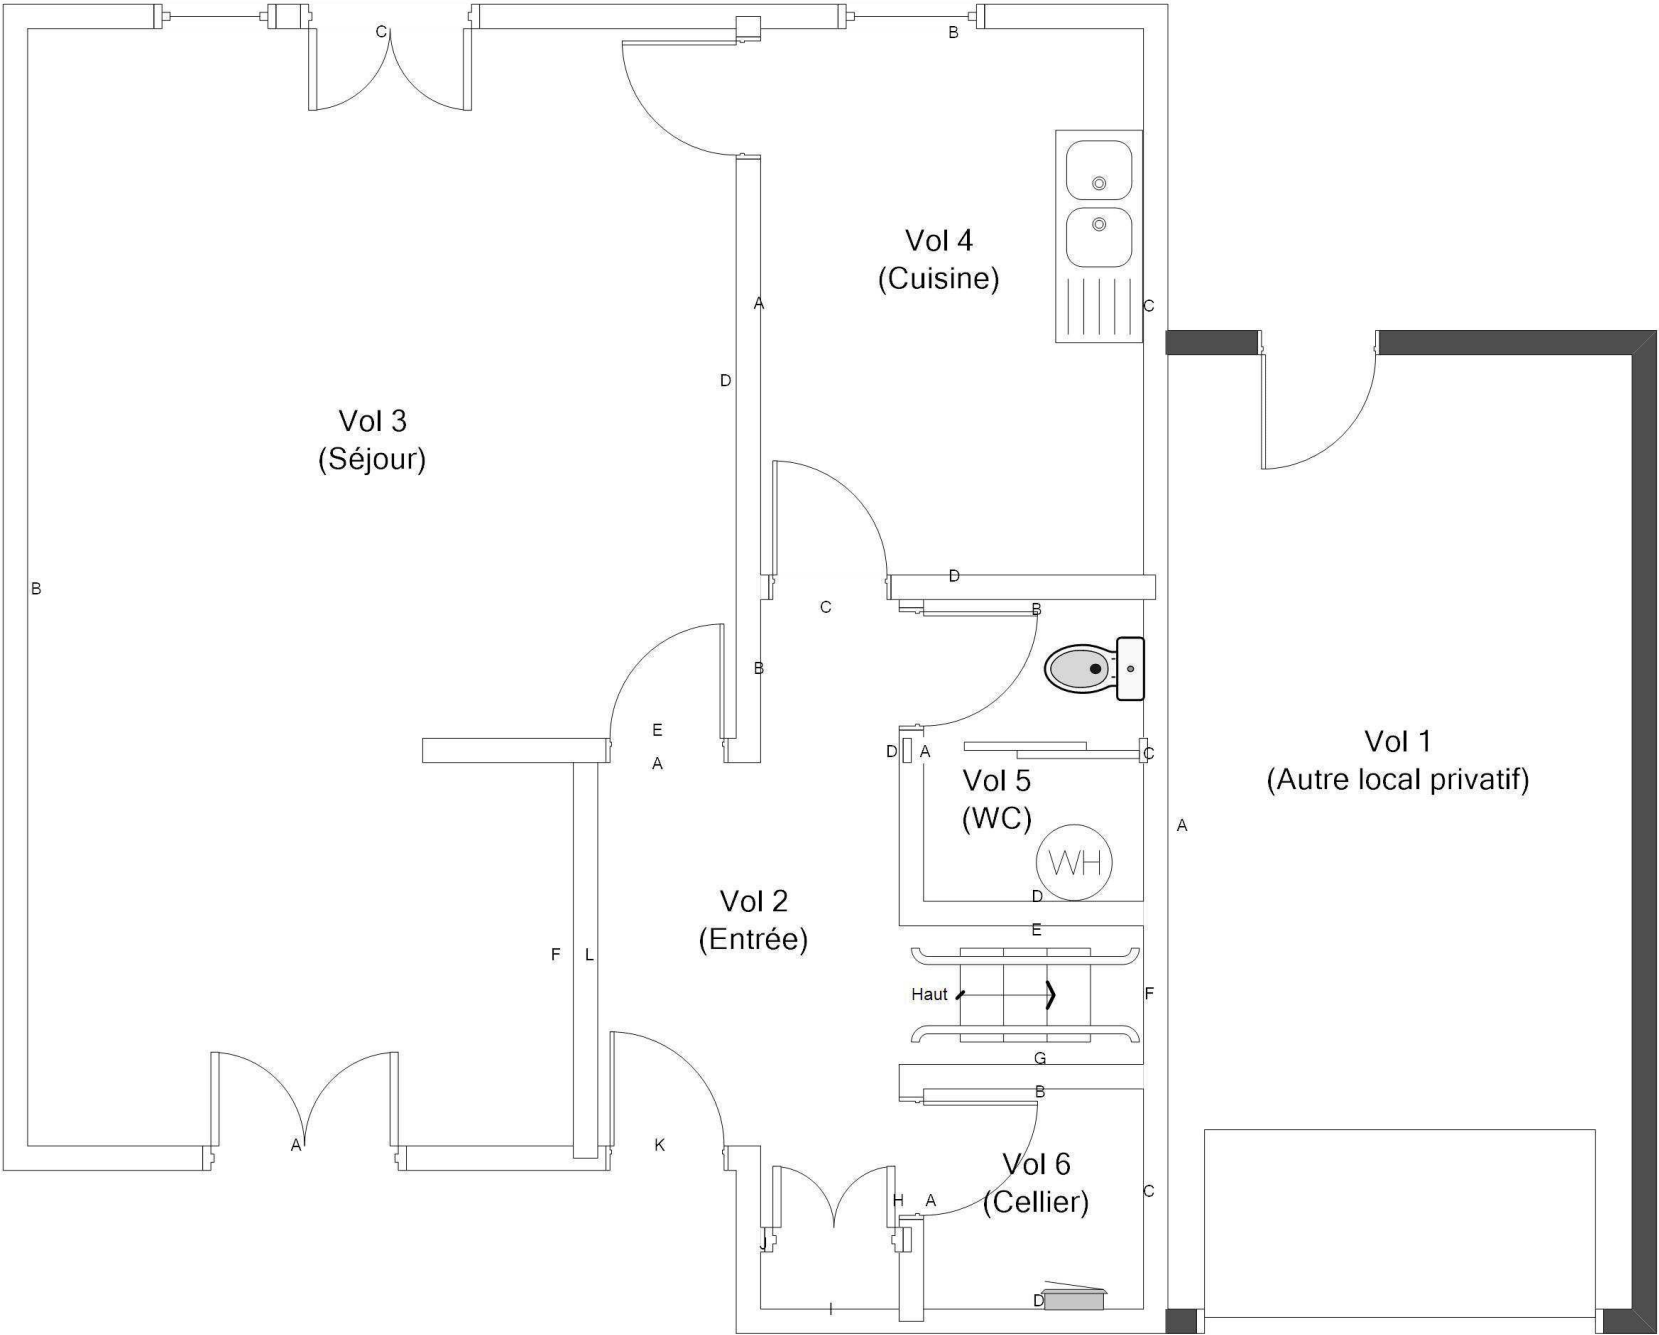 C
B
Vol 4
(Cuisine)
A
C
D
Vol 3
(Séjour)
B
D
C
B
B
E
A
D
A
C
Vol 5
(WC)
Vol 1
(Autre local privatif)
A
WH
D
Vol 2
(Entrée)
E
F
L
Haut
F
G
B
A
K
Vol 6
(Cellier)
H
A
C
J
D
I